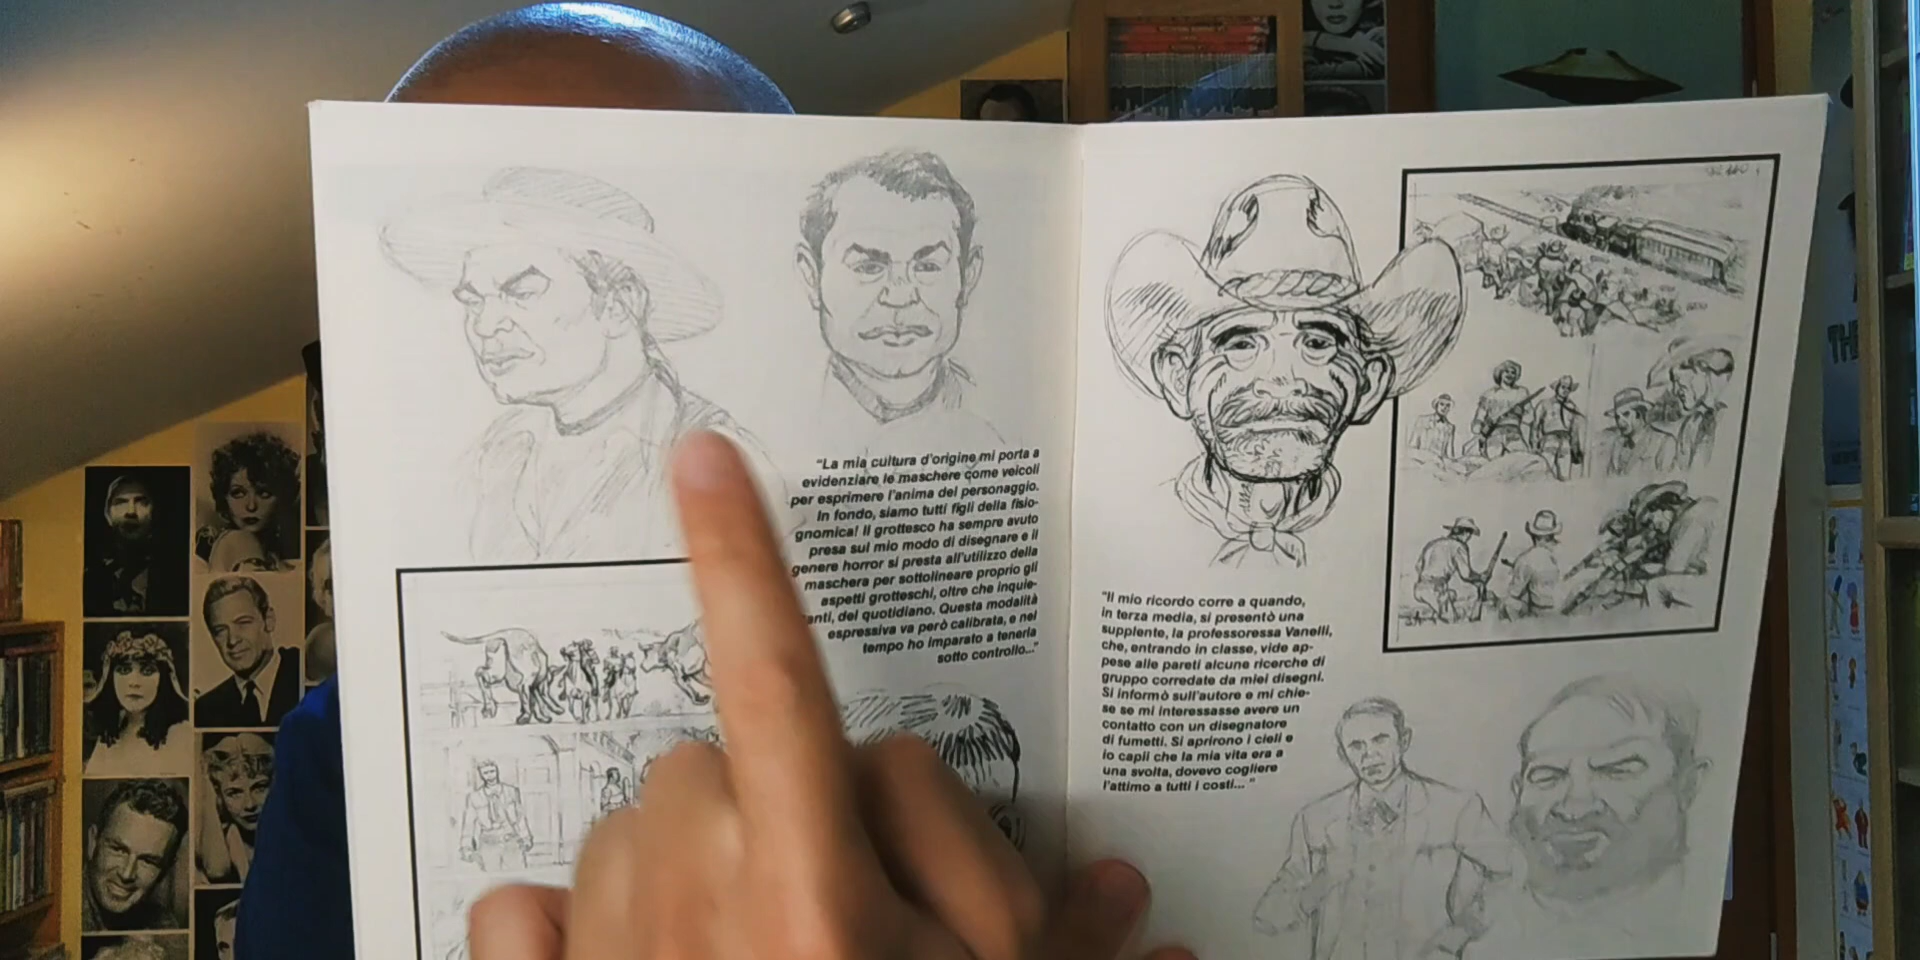 "La mia cultura d'origine mi porta a
evidenziare le maschere come veicoli
per esprimere l'anima del personaggio.
In fondo, siamo tutti figli della fisio-
gnomica! Il grottesco ha sempre avuto
presa sul mio modo di disegnare e il
genere horror si presta all'utilizzo della
maschera per sottolineare proprio gli
aspetti grotteschi, oltre che inquie-
anti, del quotidiano. Questa modalità
espressiva va però calibrata, e nel
tempo ho imparato a tenerla
sotto controllo..."
"Il mio ricordo corre a quando,
in terza media, si presentò una
supplente, la professoressa Vanelli,
che, entrando in classe, vide ap-
pese alle pareti alcune ricerche di
gruppo corredate da miei disegni.
Si informò sull'autore e mi chie-
se se mi interessasse avere un
contatto con un disegnatore
di fumetti. Si aprirono i cieli e
io capii che la mia vita era a
una svolta, dovevo cogliere
l'attimo a tutti i costi..."